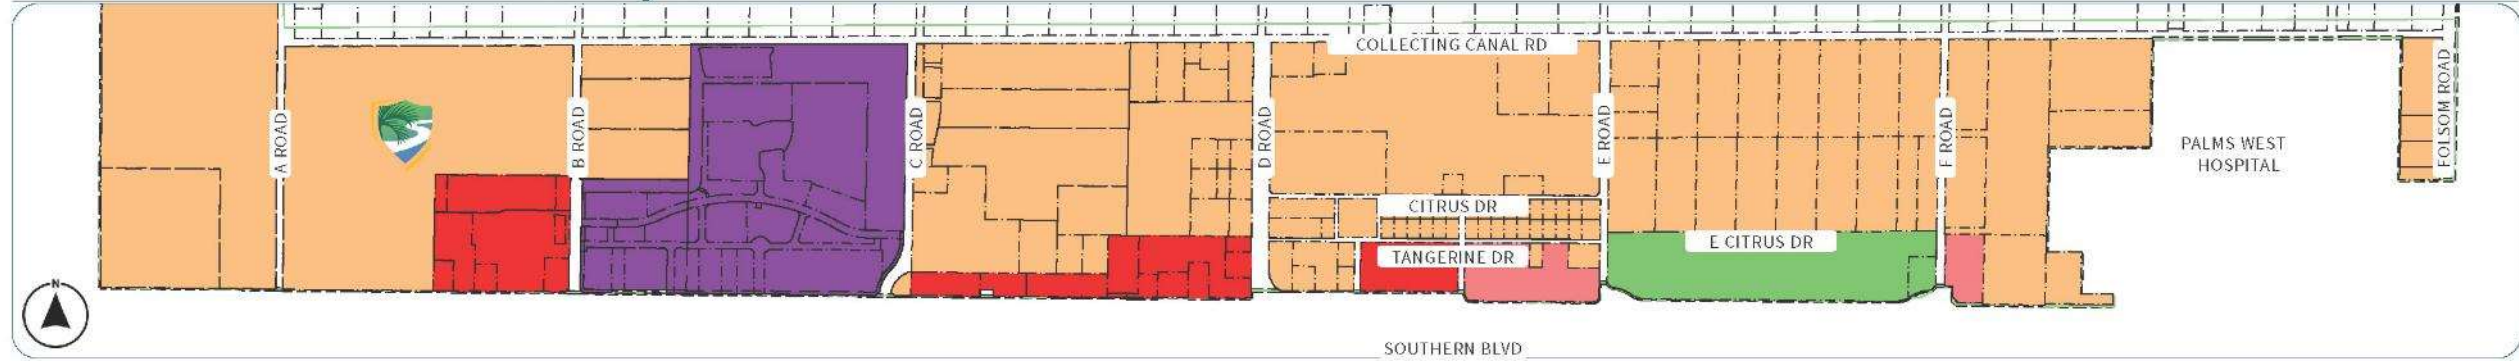 COLLECTING CANAL RD
A ROAD
B ROAD
C ROAD
D ROAD
E ROAD
F ROAD
FOLSOM ROAD
PALMS WEST
HOSPITAL
CITRUS DR
E CITRUS DR
TANGERINE DR
N
SOUTHERN BLVD